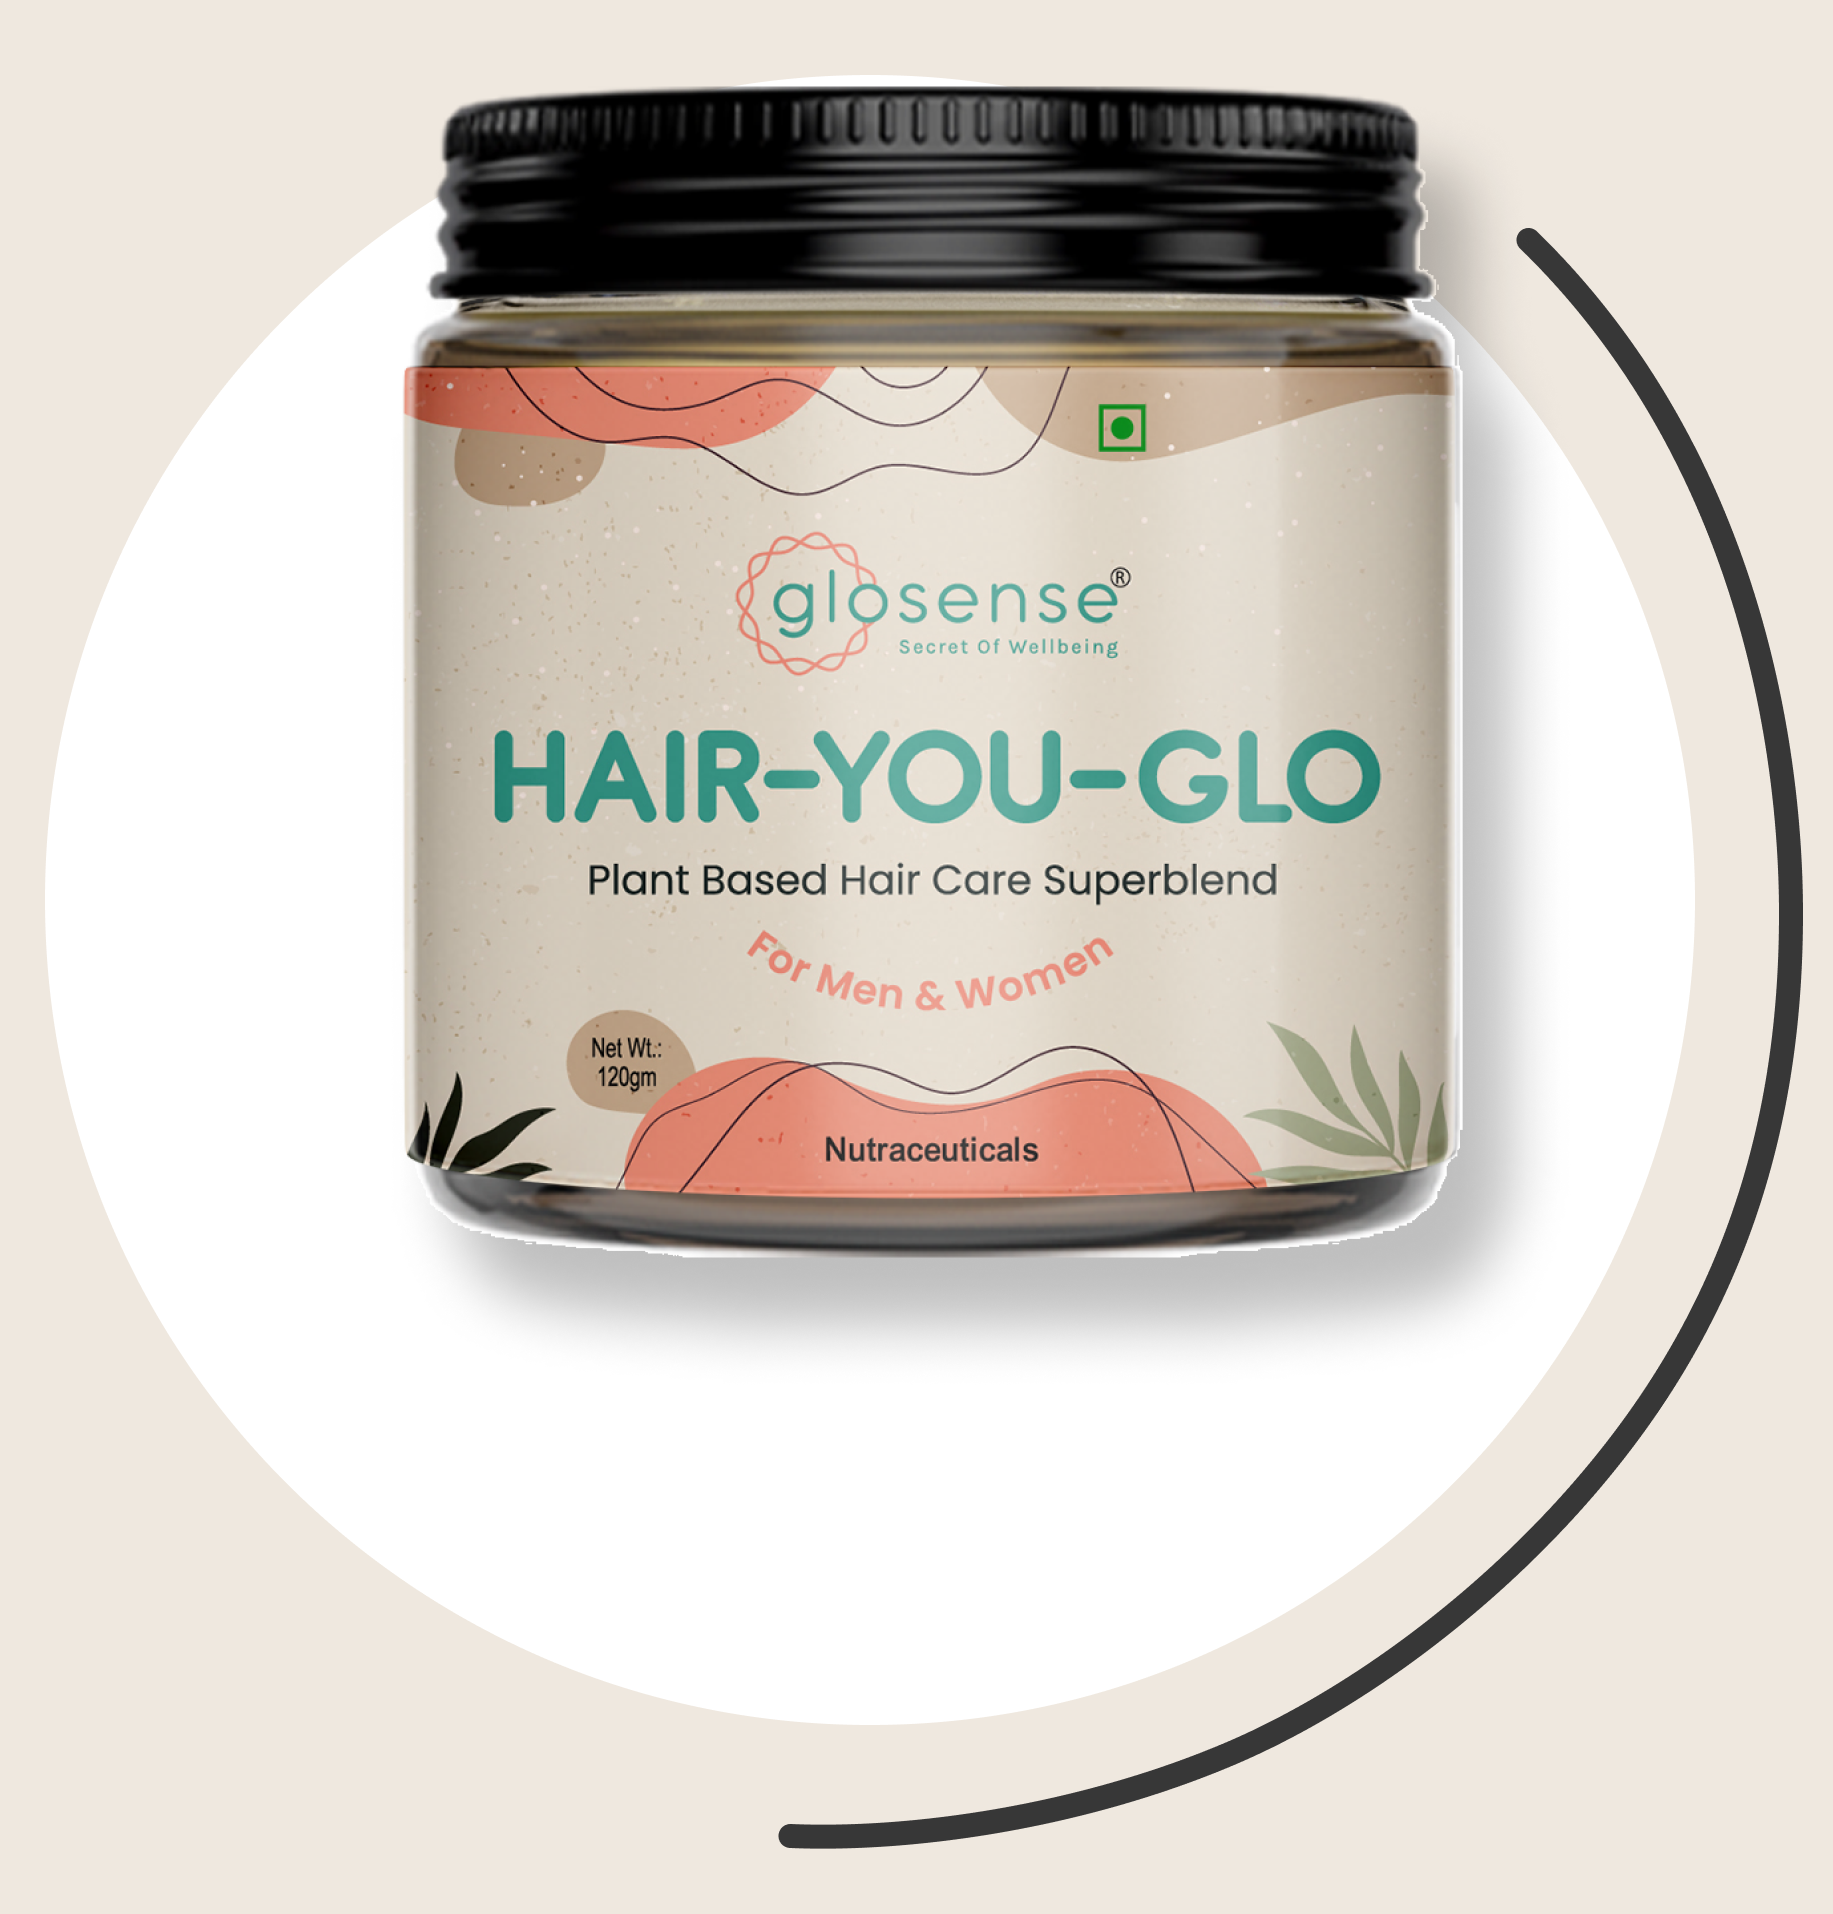 glosense®
Secret Of Wellbeing
HAIR-YOU-GLO
Plant Based Hair Care Superblend
For Men & Women
Net Wt.:
120gm
Nutraceuticals